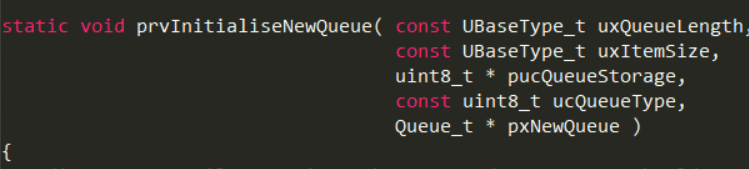 static void prvInitialiseNewQueue( const UBaseType_t uxQueueLength,
const UBaseType_t uxItemSize,
uint8_t * pucQueueStorage,
const uint8_t ucQueueType,
Queue_t * pxNewQueue )
{